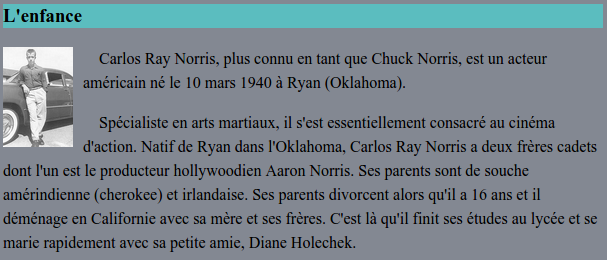 L'enfance
Carlos Ray Norris, plus connu en tant que Chuck Norris, est un acteur
américain né le 10 mars 1940 à Ryan (Oklahoma).
Spécialiste en arts martiaux, il s'est essentiellement consacré au cinéma
d'action. Natif de Ryan dans l'Oklahoma, Carlos Ray Norris a deux frères cadets
dont l'un est le producteur hollywoodien Aaron Norris. Ses parents sont de souche
amérindienne (cherokee) et irlandaise. Ses parents divorcent alors qu'il a 16 ans et il
déménage en Californie avec sa mère et ses frères. C'est là qu'il finit ses études au lycée et se
marie rapidement avec sa petite amie, Diane Holechek.